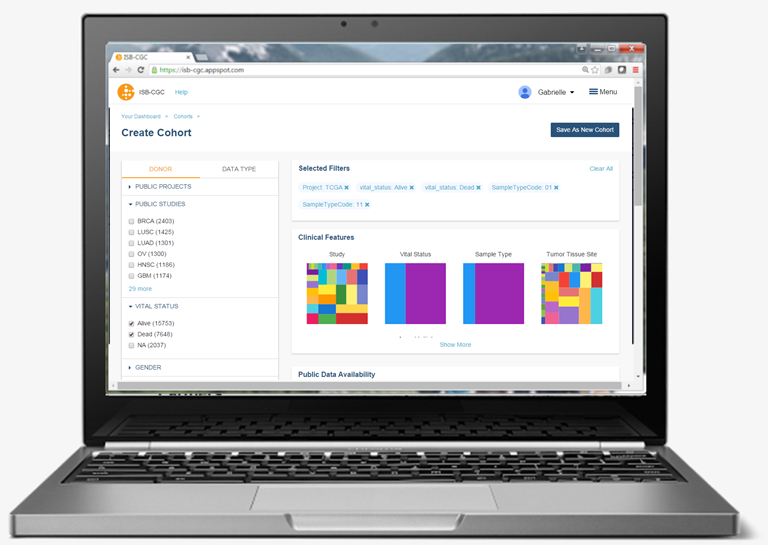 ISB-CGC
https://isb-cgc.appspot.com
ISB-CGC Help Gabrielle Menu
Your Dashboard > Cohorts >
Create Cohort
Save As New Cohort
DONOR DATA TYPE
PUBLIC PROJECTS
PUBLIC STUDIES
BRCA (2403)
LUSC (1425)
LUAD (1301)
OV (1300)
HNSC (1186)
GBM (1174)
29 more
VITAL STATUS
Alive (15753)
Dead (7648)
NA (2037)
GENDER
Selected Filters Clear All
Project: TCGA ✖ vital_status: Alive ✖ vital_status: Dead ✖ SampleTypeCode: 01 ✖
SampleTypeCode: 11 ✖
Clinical Features
Study Vital Status Sample Type Tumor Tissue Site
Show More
Public Data Availability